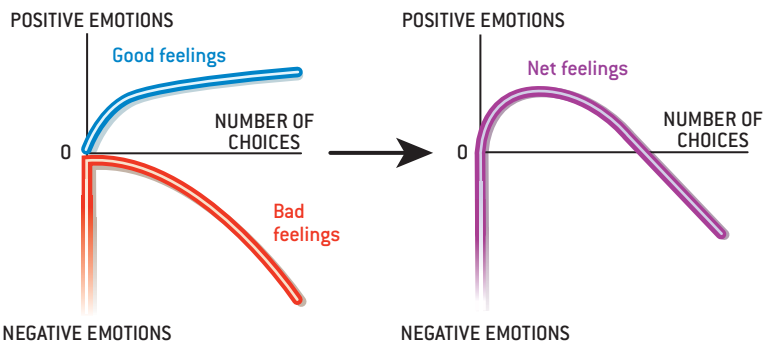 POSITIVE EMOTIONS
Good feelings
NUMBER OF
CHOICES
0
Bad
feelings
NEGATIVE EMOTIONS
POSITIVE EMOTIONS
Net feelings
NUMBER OF
CHOICES
0
NEGATIVE EMOTIONS